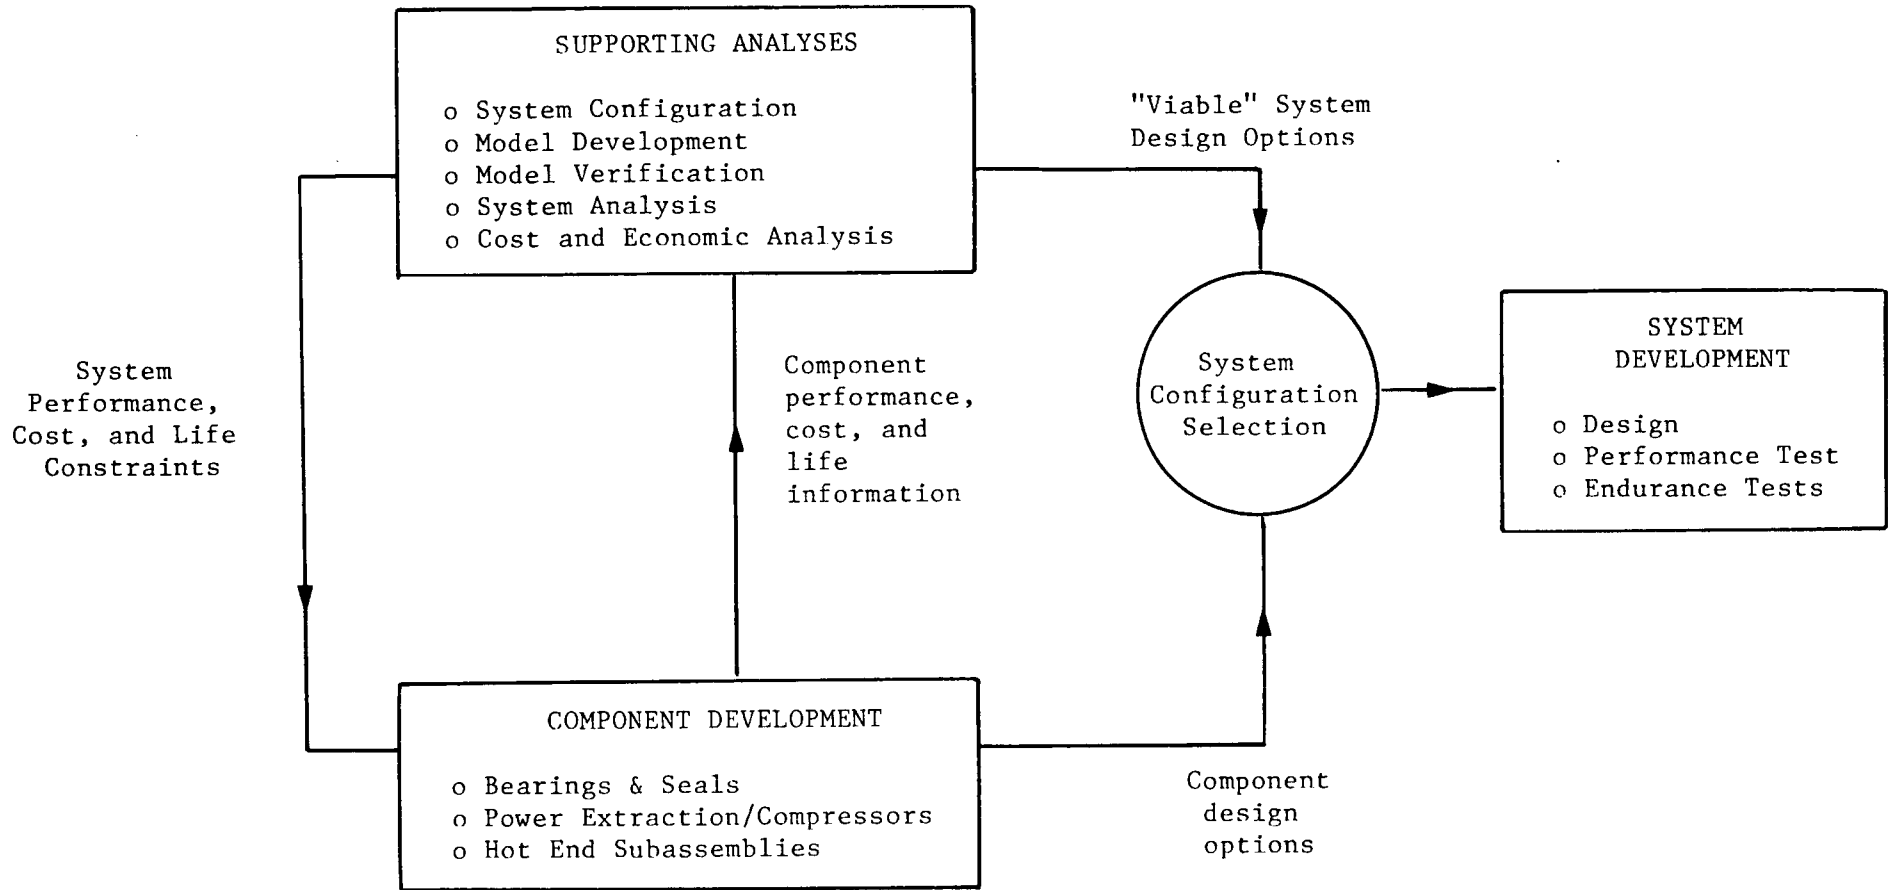 SUPPORTING ANALYSES
o System Configuration
o Model Development
o Model Verification
o System Analysis
o Cost and Economic Analysis
"Viable" System
Design Options
System
Performance,
Cost, and Life
Constraints
Component
performance,
cost, and
life
information
System
Configuration
Selection
SYSTEM
DEVELOPMENT
o Design
o Performance Test
o Endurance Tests
COMPONENT DEVELOPMENT
o Bearings & Seals
o Power Extraction/Compressors
o Hot End Subassemblies
Component
design
options